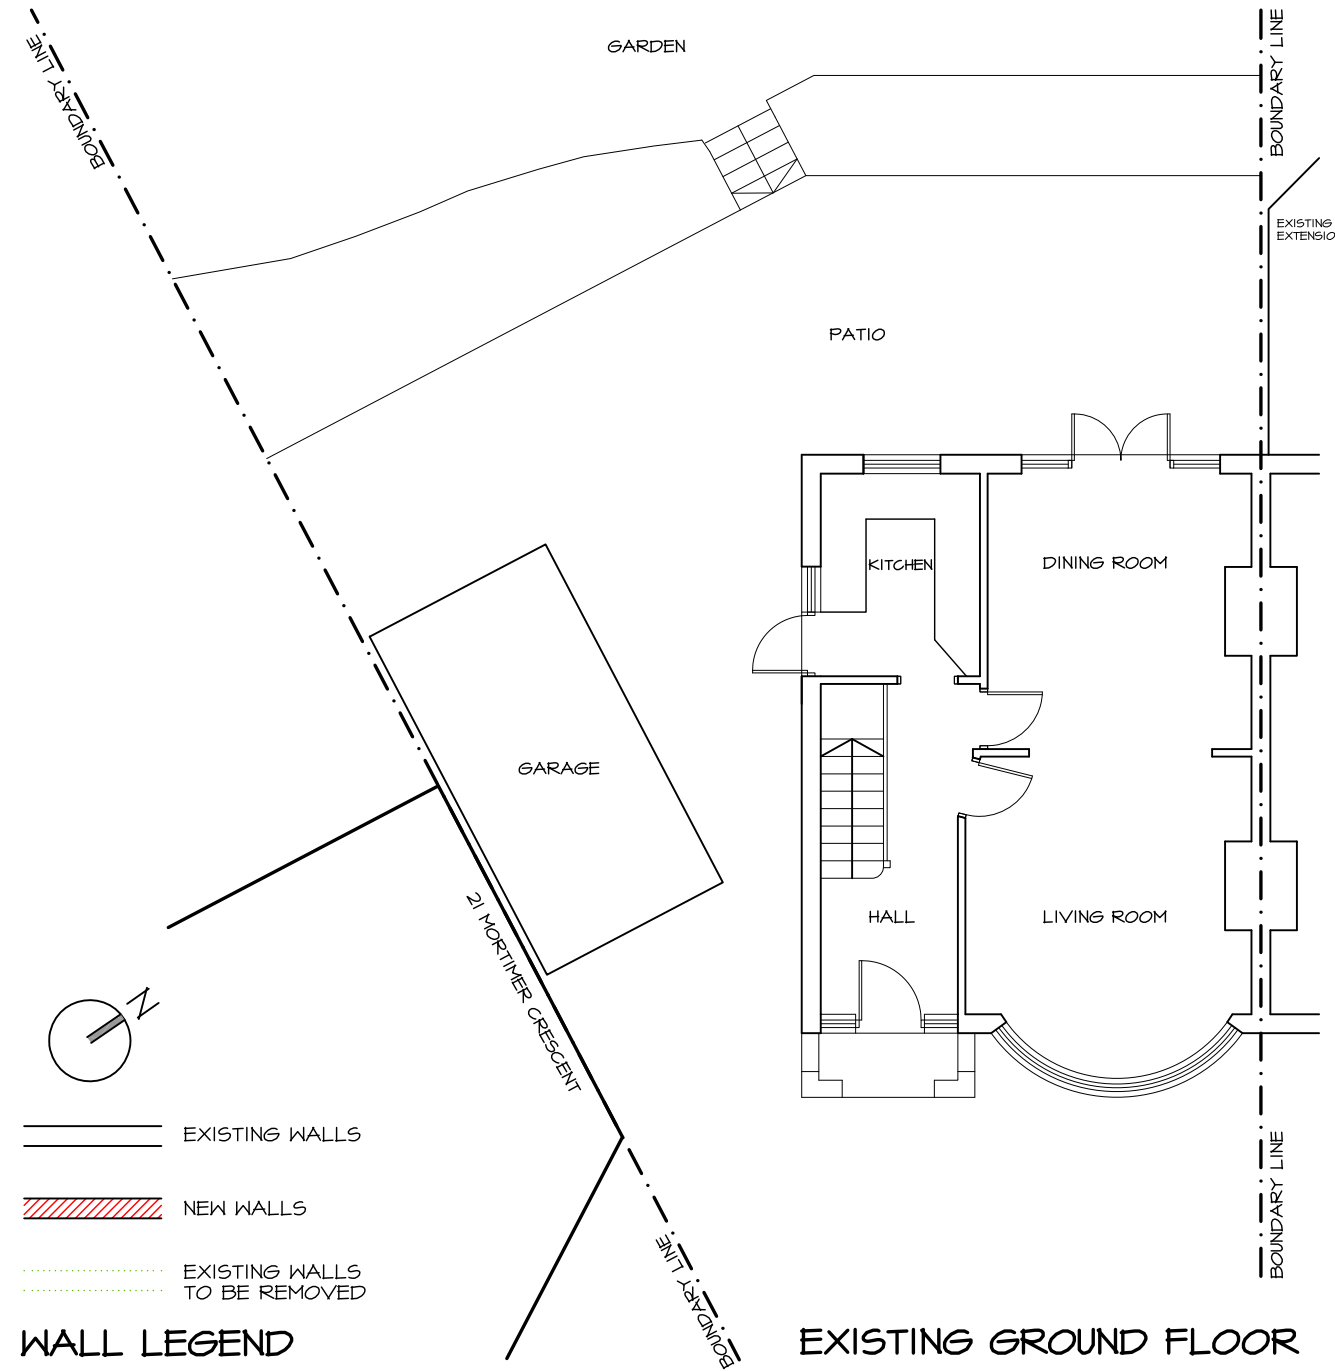 BOUNDARY LINE
GARDEN
BOUNDARY LINE
EXISTING
EXTENSIO
PATIO
KITCHEN
DINING ROOM
GARAGE
21 MORTIMER CRESCENT
HALL
LIVING ROOM
N
EXISTING WALLS
NEW WALLS
EXISTING WALLS
TO BE REMOVED
BOUNDARY LINE
BOUNDARY LINE
WALL LEGEND
EXISTING GROUND FLOOR